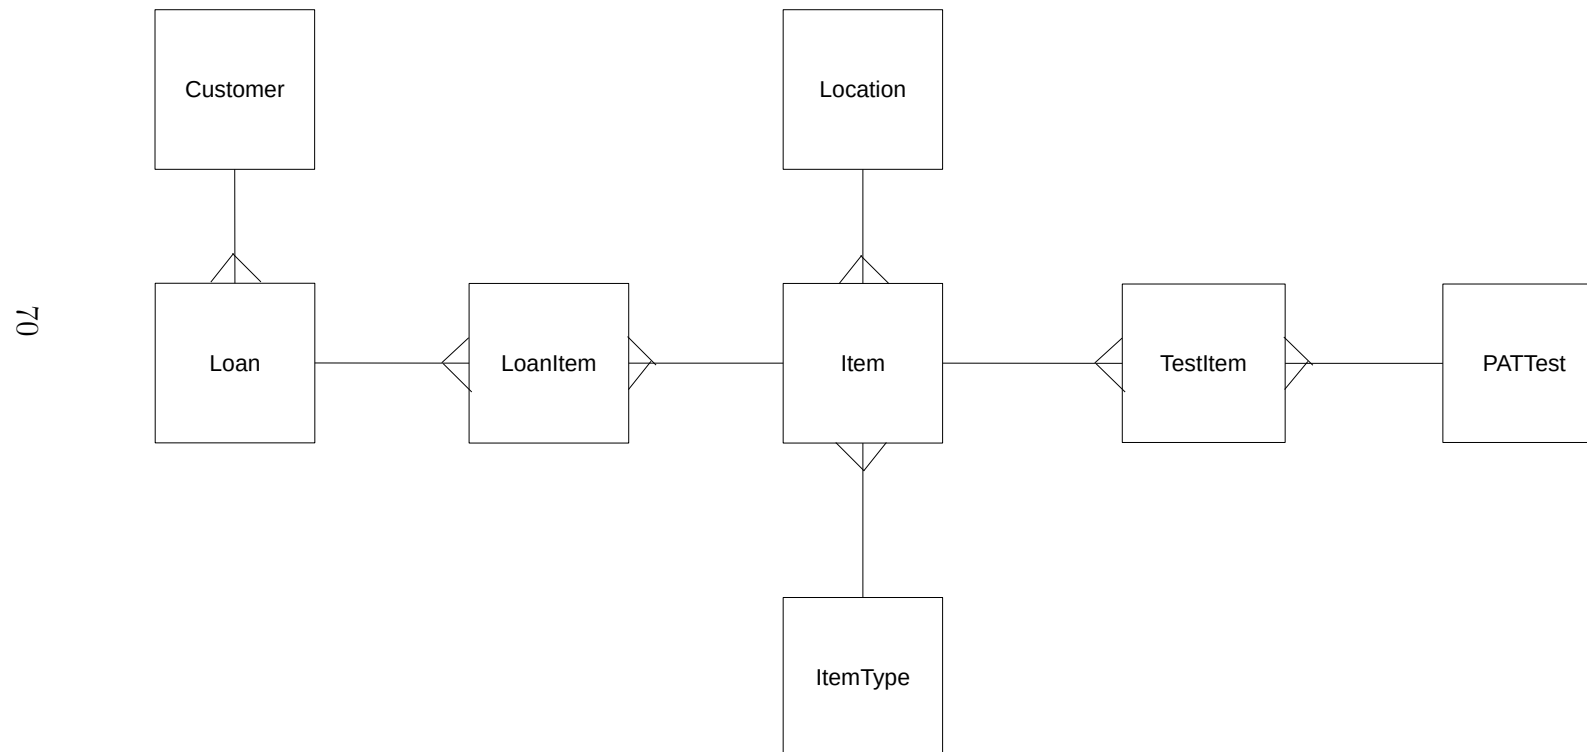 Customer
Location
70
Loan
LoanItem
Item
TestItem
PATTest
ItemType